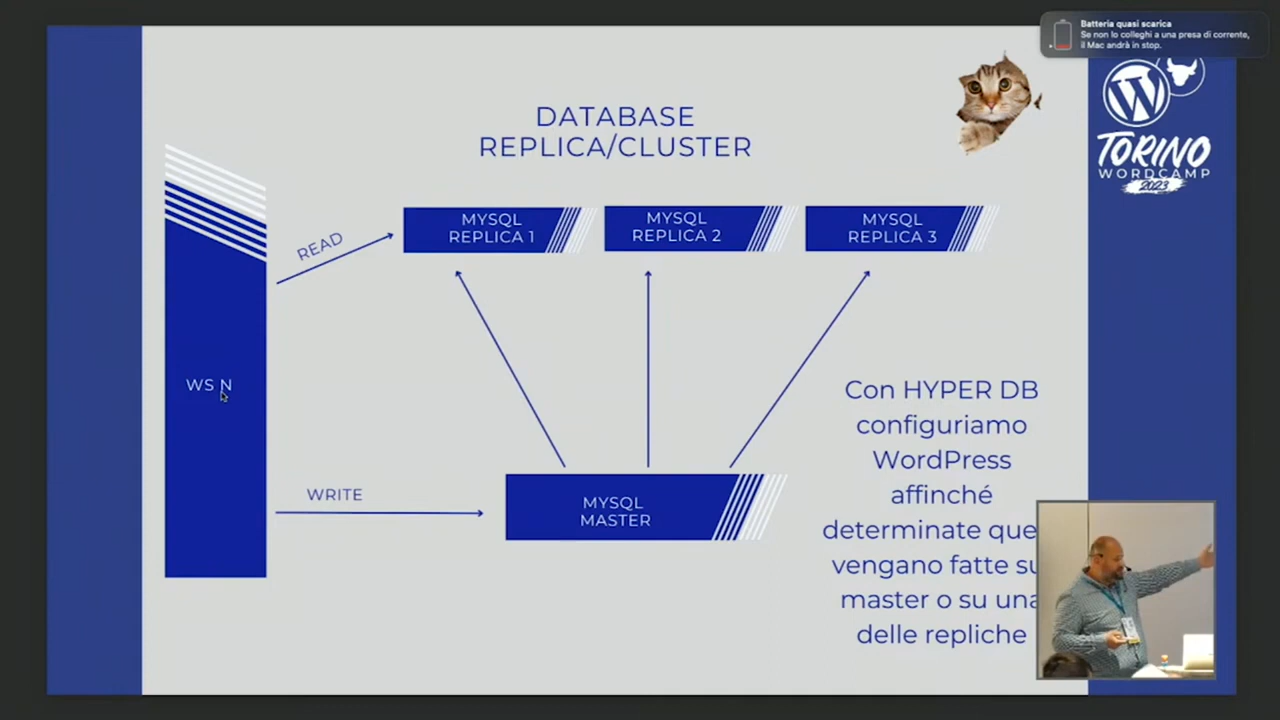 Batteria quasi scarica
Se non lo colleghi a una presa di corrente,
il Mac andrà in stop.
W
TORINO
WORDCAMP
2023
DATABASE
REPLICA/CLUSTER
READ
MYSQL
REPLICA 1
MYSQL
REPLICA 2
MYSQL
REPLICA 3
WS N
WRITE
MYSQL
MASTER
Con HYPER DB
configuriamo
WordPress
affinché
determinate que
vengano fatte su
master o su una
delle repliche